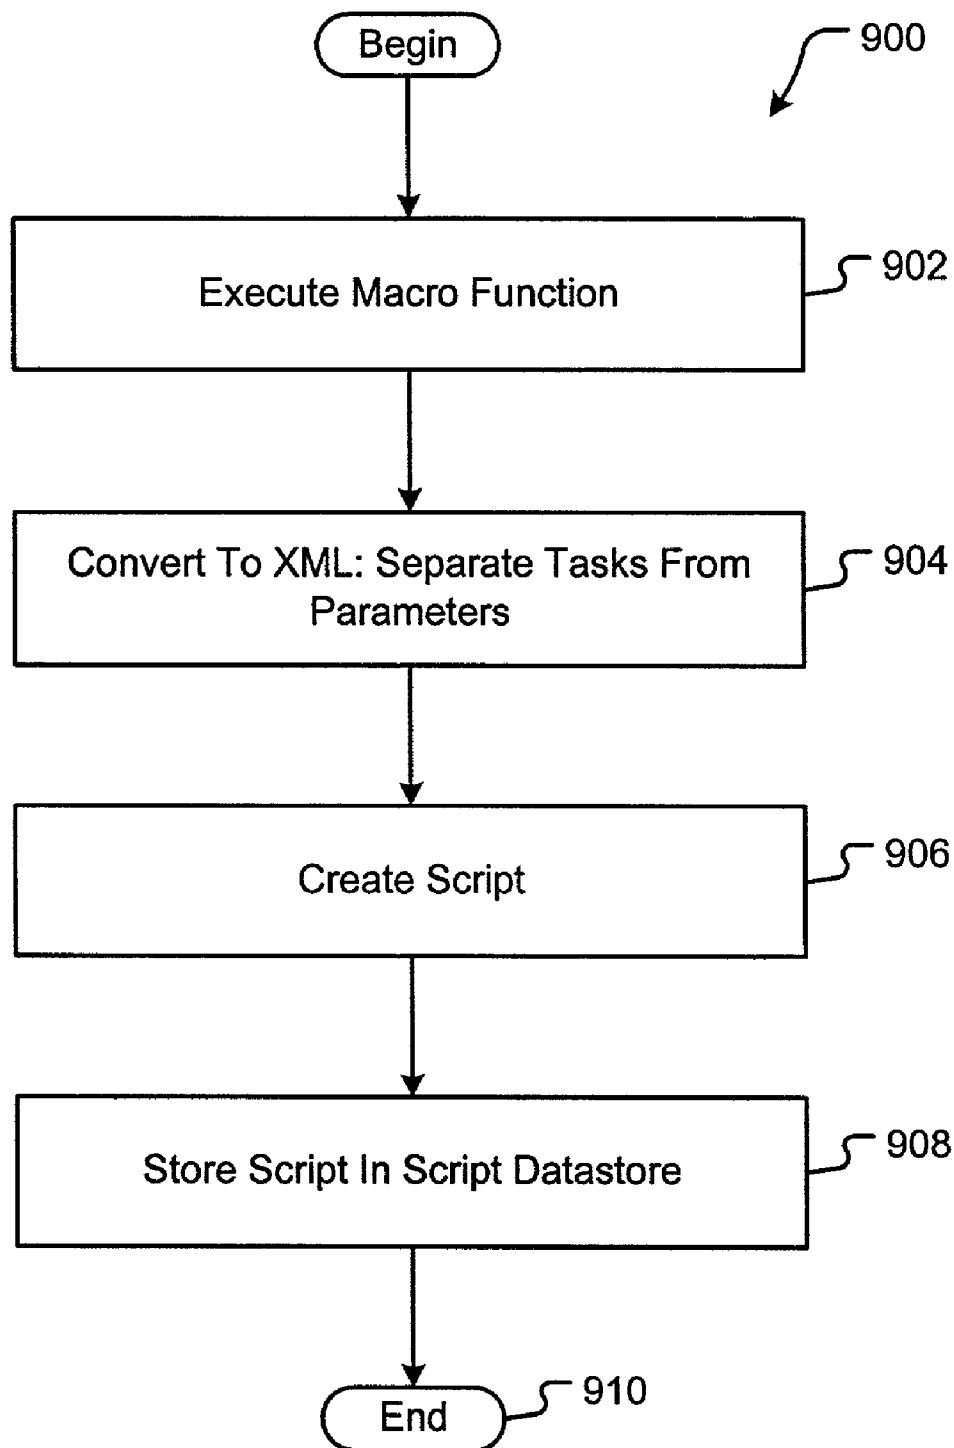 Begin
900
Execute Macro Function
902
Convert To XML: Separate Tasks From
Parameters
904
Create Script
906
Store Script In Script Datastore
908
End
910